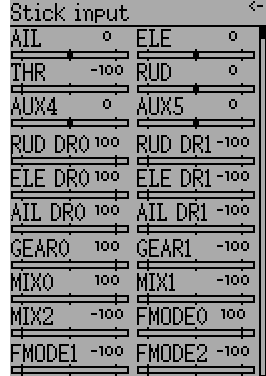 Stick input <-
AIL 0 ELE 0
THR -100 RUD 0
AUX4 0 AUX5 0
RUD DR0 100 RUD DR1 -100
ELE DR0 100 ELE DR1 -100
AIL DR0 100 AIL DR1 -100
GEAR0 100 GEAR1 -100
MIX0 100 MIX1 -100
MIX2 -100 FMODE0 100
FMODE1 -100 FMODE2 -100